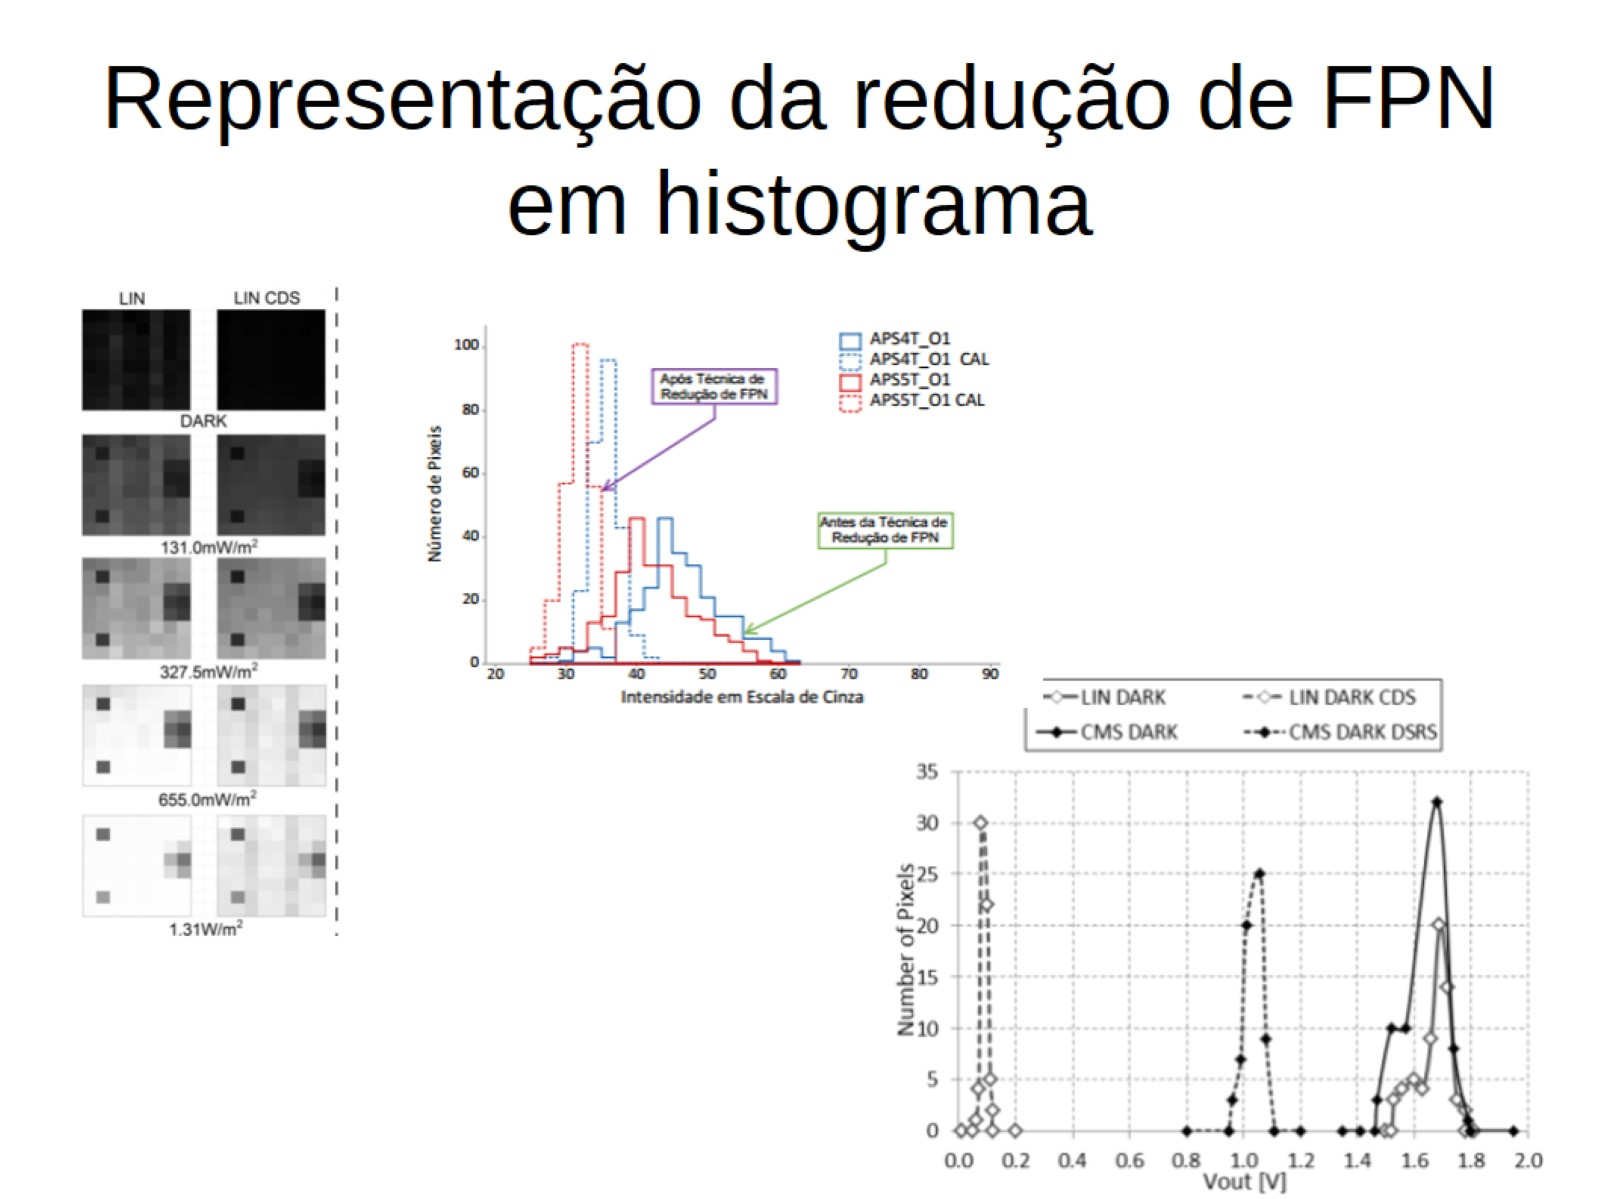 Representação da redução de FPN
em histograma
LIN LIN CDS
DARK
131.0mW/m²
327.5mW/m²
655.0mW/m²
1.31W/m²
APS4T_O1
APS4T_O1 CAL
APS5T_O1
APS5T_O1 CAL
Após Técnica de
Redução de FPN
Antes da Técnica de
Redução de FPN
Número de Pixeis
100
80
60
40
20
0
20 30 40 50 60 70 80 90
Intensidade em Escala de Cinza
LIN DARK LIN DARK CDS
CMS DARK CMS DARK DSRS
Number of Pixels
35
30
25
20
15
10
5
0
0.0 0.2 0.4 0.6 0.8 1.0 1.2 1.4 1.6 1.8 2.0
Vout [V]